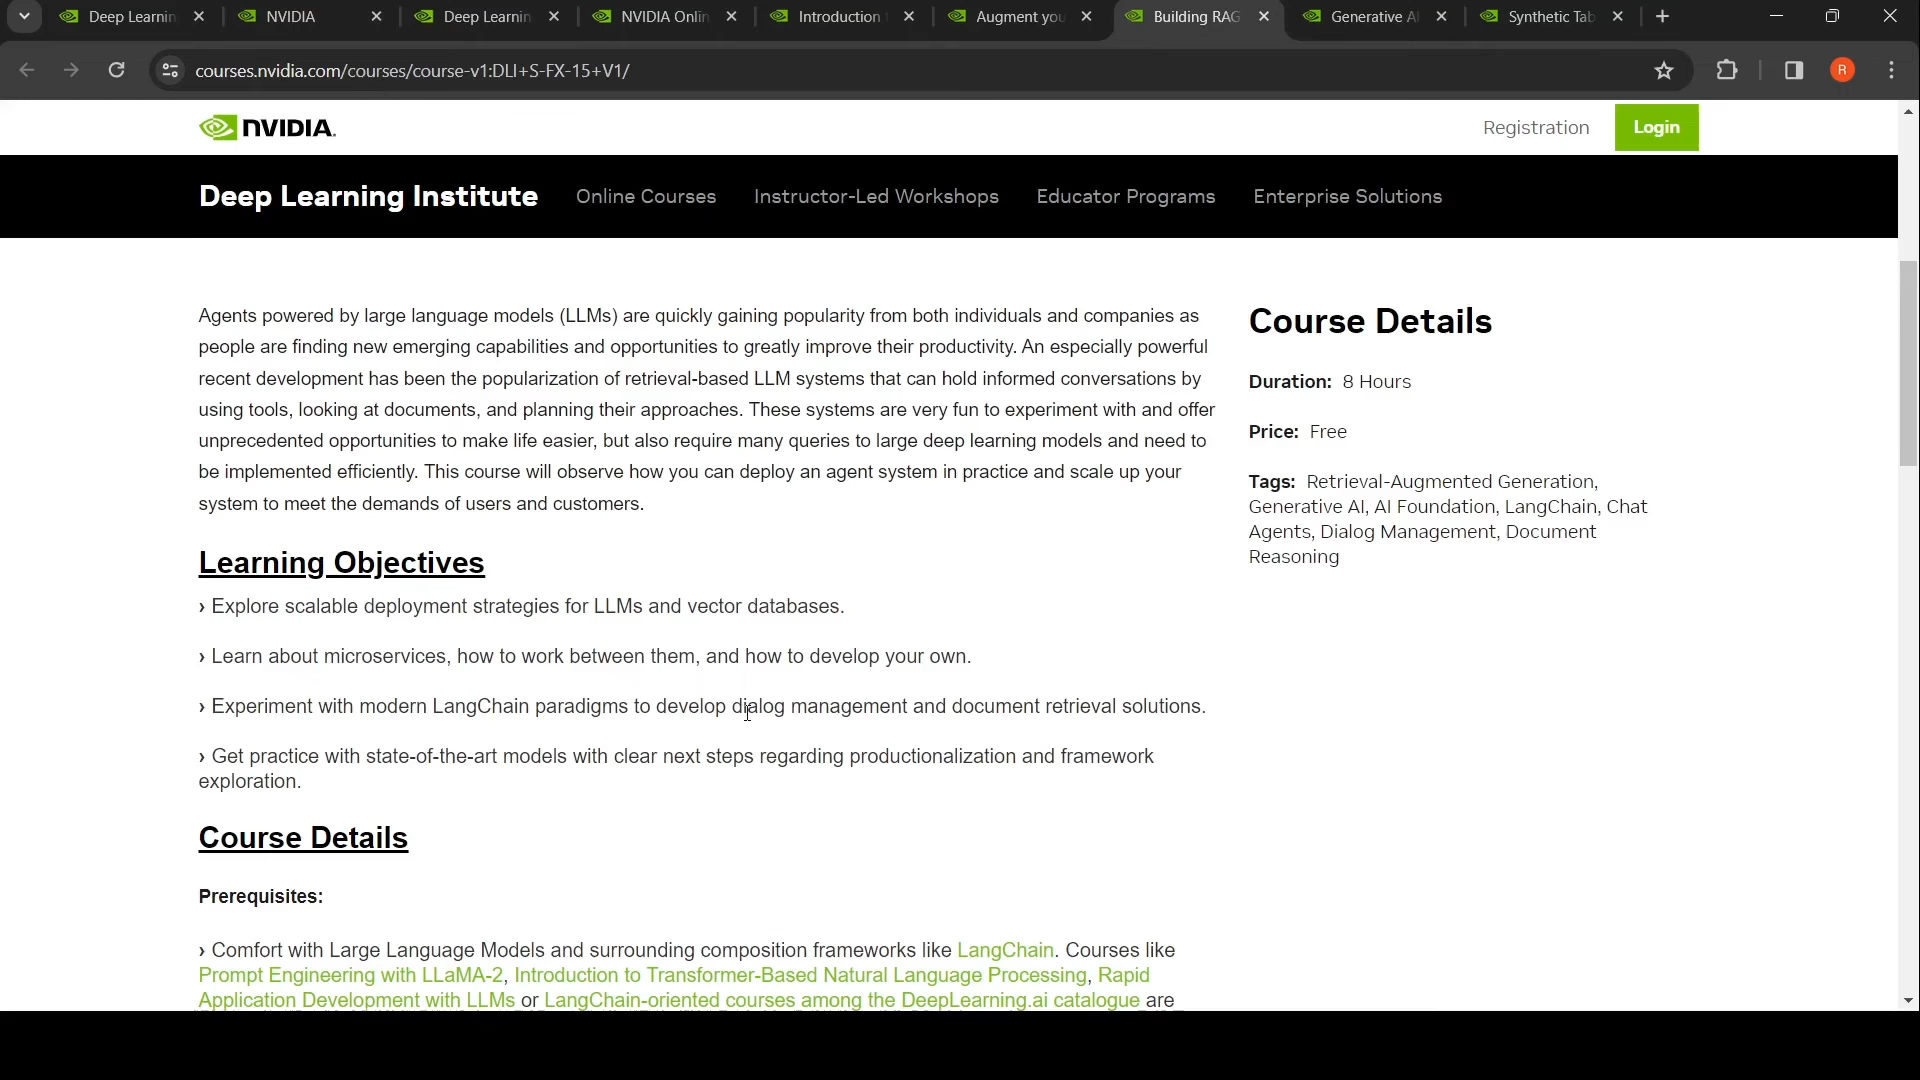 Deep Learnin
NVIDIA
Deep Learnin
NVIDIA Onlin
Introduction
Augment you
Building RAG
Generative AI
Synthetic Tab
courses.nvidia.com/courses/course-v1:DLI+S-FX-15+V1/
R
NVIDIA.
Registration
Login
Deep Learning Institute
Online Courses
Instructor-Led Workshops
Educator Programs
Enterprise Solutions
Agents powered by large language models (LLMs) are quickly gaining popularity from both individuals and companies as
people are finding new emerging capabilities and opportunities to greatly improve their productivity. An especially powerful
recent development has been the popularization of retrieval-based LLM systems that can hold informed conversations by
using tools, looking at documents, and planning their approaches. These systems are very fun to experiment with and offer
unprecedented opportunities to make life easier, but also require many queries to large deep learning models and need to
be implemented efficiently. This course will observe how you can deploy an agent system in practice and scale up your
system to meet the demands of users and customers.
Learning Objectives
› Explore scalable deployment strategies for LLMs and vector databases.
› Learn about microservices, how to work between them, and how to develop your own.
› Experiment with modern LangChain paradigms to develop dialog management and document retrieval solutions.
› Get practice with state-of-the-art models with clear next steps regarding productionalization and framework
exploration.
Course Details
Prerequisites:
› Comfort with Large Language Models and surrounding composition frameworks like LangChain. Courses like
Prompt Engineering with LLaMA-2, Introduction to Transformer-Based Natural Language Processing, Rapid
Application Development with LLMs or LangChain-oriented courses among the DeepLearning.ai catalogue are
Course Details
Duration: 8 Hours
Price: Free
Tags: Retrieval-Augmented Generation,
Generative AI, AI Foundation, LangChain, Chat
Agents, Dialog Management, Document
Reasoning